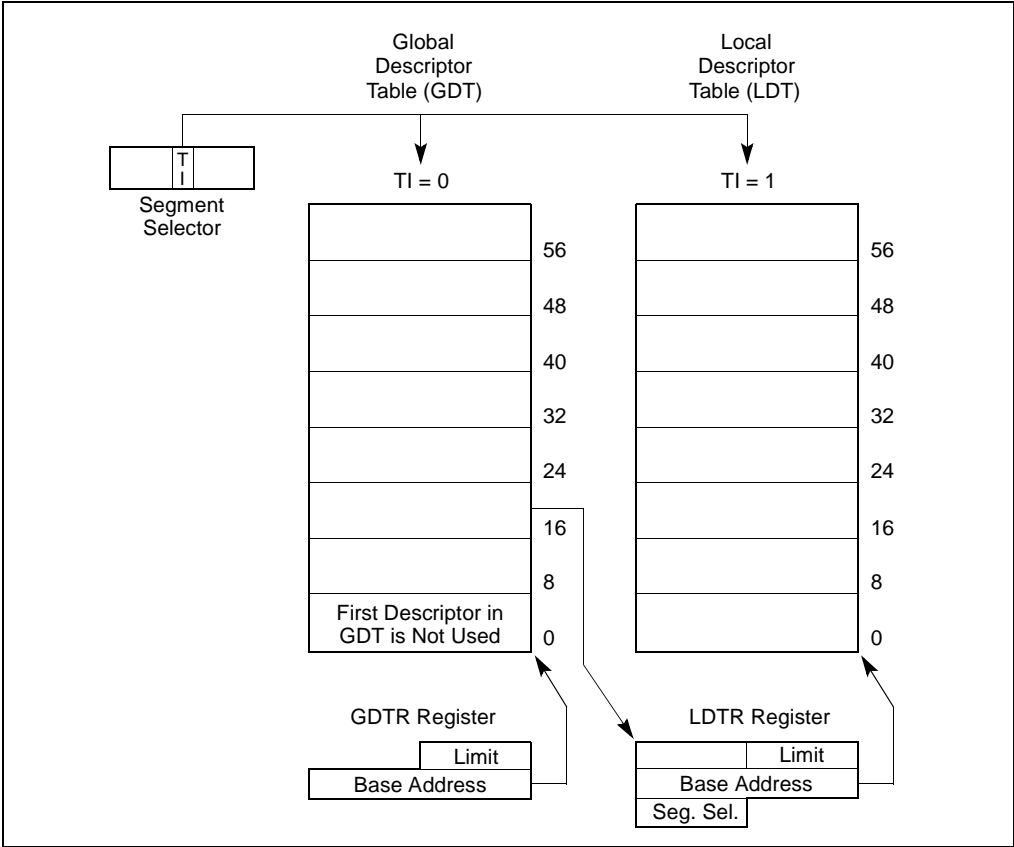 Global
Descriptor
Table (GDT)
Local
Descriptor
Table (LDT)
T
I
Segment
Selector
TI = 0
TI = 1
56
48
40
32
24
16
8
0
First Descriptor in
GDT is Not Used
56
48
40
32
24
16
8
0
GDTR Register
Limit
Base Address
LDTR Register
Limit
Base Address
Seg. Sel.